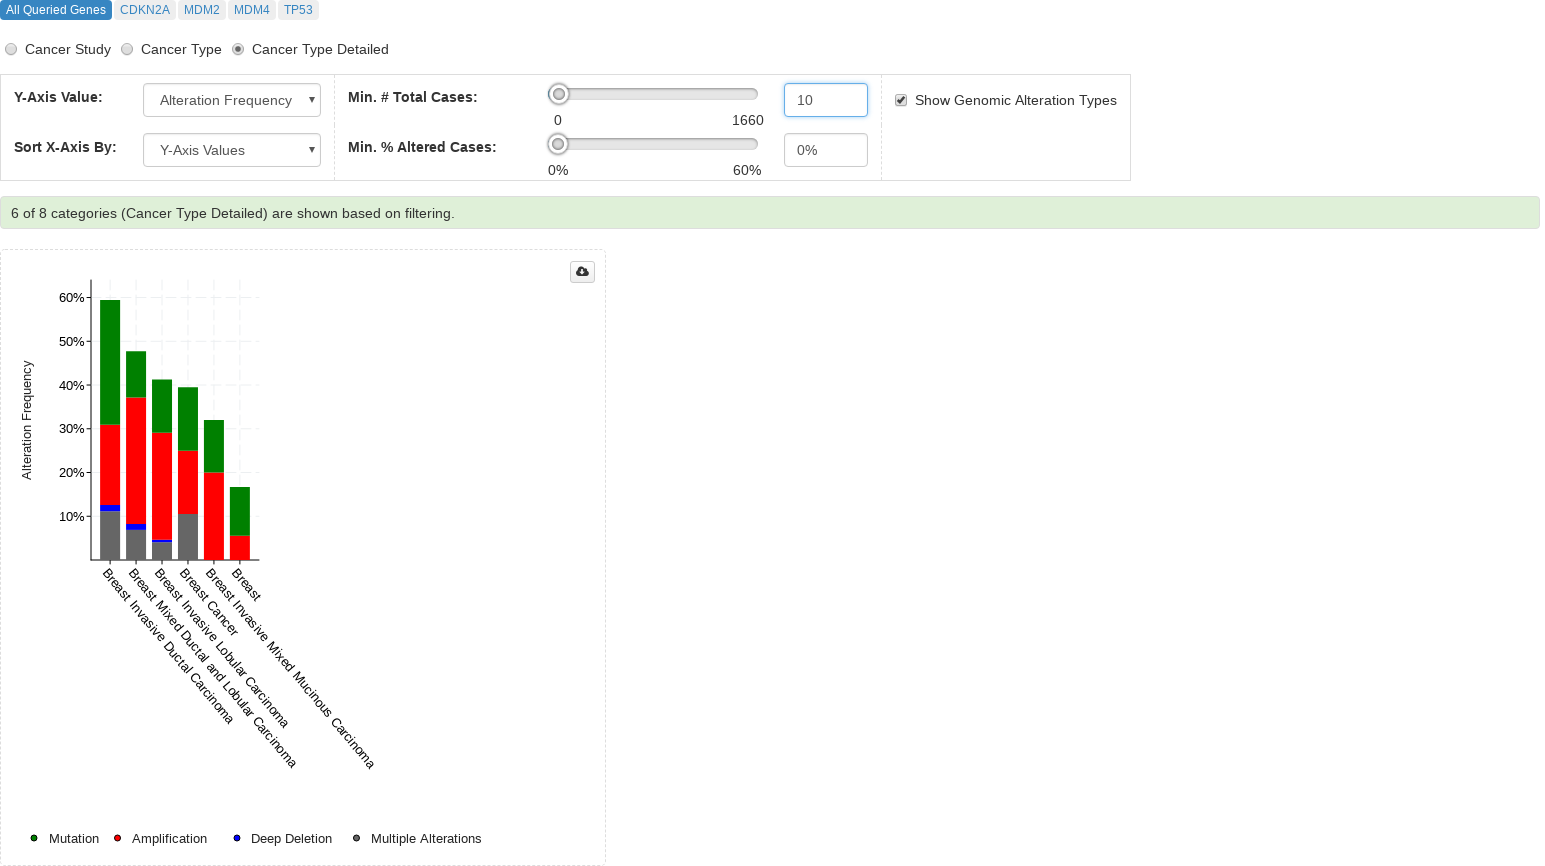 All Queried Genes CDKN2A MDM2 MDM4 TP53
Cancer Study Cancer Type Cancer Type Detailed
Y-Axis Value: Alteration Frequency Min. # Total Cases: 10 Show Genomic Alteration Types
0 1660
Sort X-Axis By: Y-Axis Values Min. % Altered Cases: 0%
0% 60%
6 of 8 categories (Cancer Type Detailed) are shown based on filtering.
60%
50%
40%
30%
20%
10%
Alteration Frequency
Breast Invasive Ductal Carcinoma
Breast Mixed Ductal and Lobular Carcinoma
Breast Invasive Lobular Carcinoma
Breast Cancer
Breast Invasive Mixed Mucinous Carcinoma
Breast
Mutation Amplification Deep Deletion Multiple Alterations